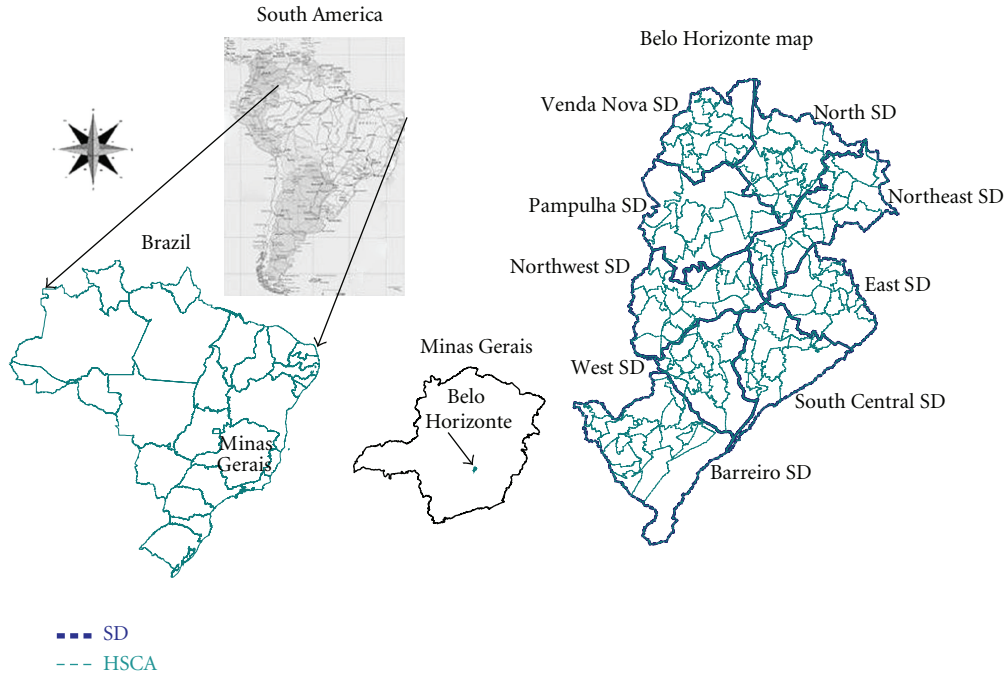 South America
Belo Horizonte map
Venda Nova SD
North SD
Pampulha SD
Northeast SD
Brazil
Northwest SD
East SD
Minas Gerais
West SD
Belo
Horizonte
South Central SD
Minas
Gerais
Barreiro SD
SD
HSCA